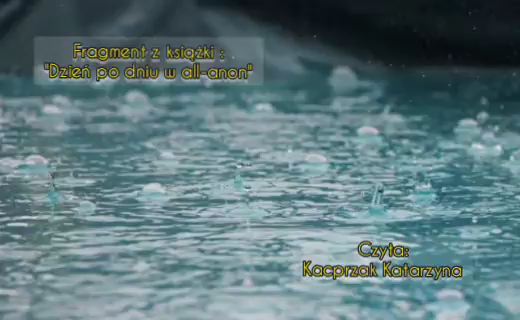 Fragment z książki :
"Dzień po dniu w all-anon"
Czyta:
Kacprzak Katarzyna